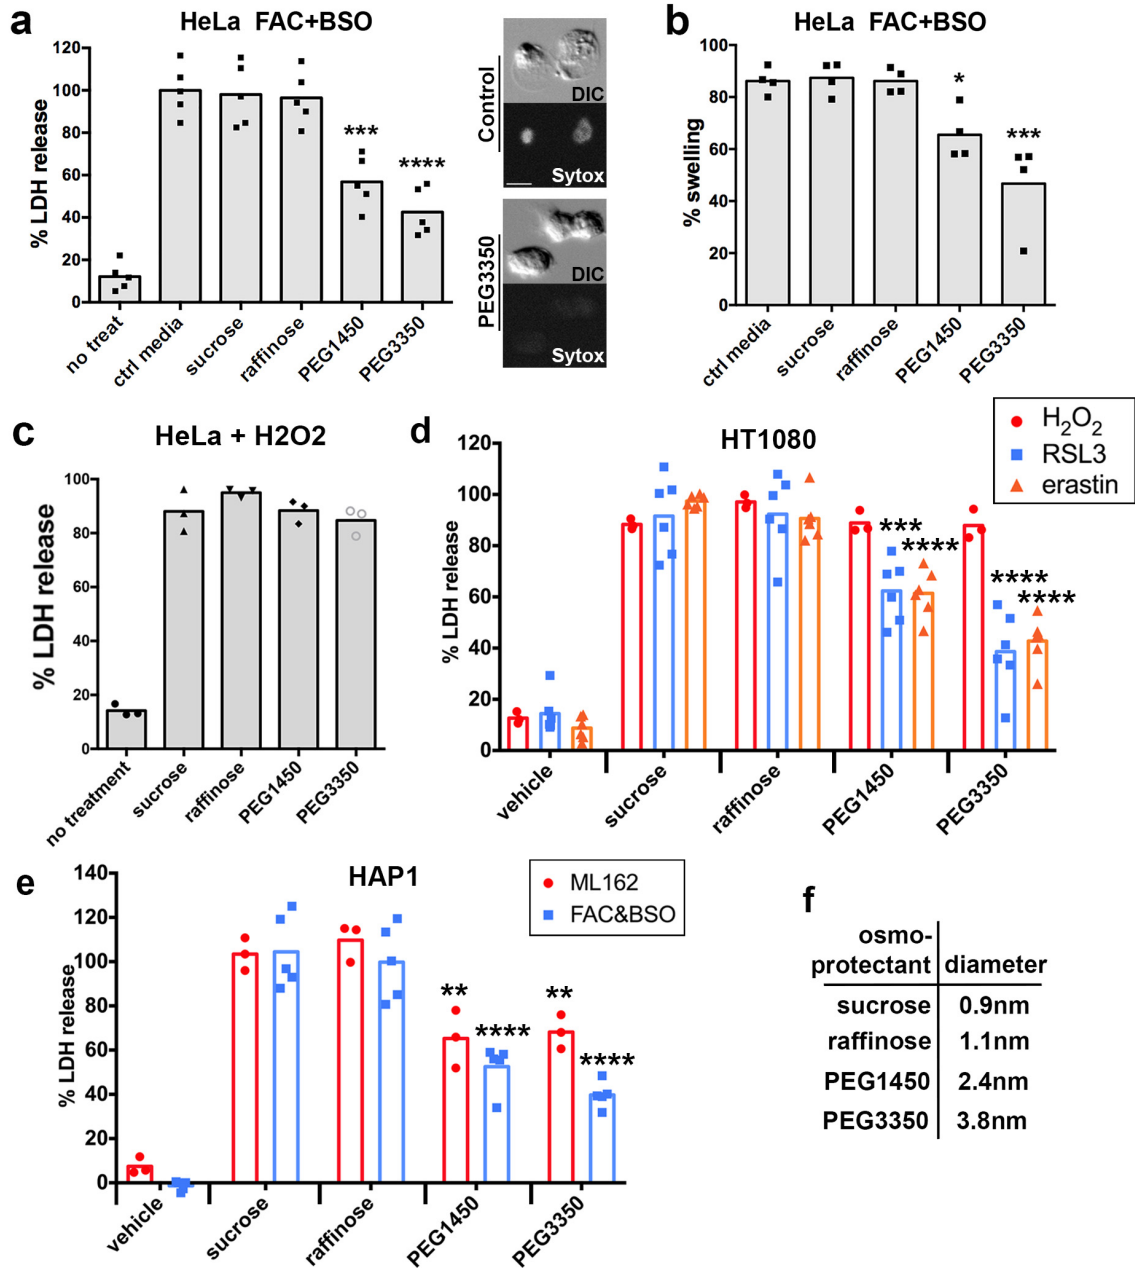 a
HeLa FAC+BSO
% LDH release
120
100
80
60
40
20
0
***
****
no treat
ctrl media
sucrose
raffinose
PEG1450
PEG3350
Control
DIC
Sytox
PEG3350
DIC
Sytox
b
HeLa FAC+BSO
% swelling
100
80
60
40
20
0
*
***
ctrl media
sucrose
raffinose
PEG1450
PEG3350
c
HeLa + H2O2
% LDH release
100
80
60
40
20
0
no treatment
sucrose
raffinose
PEG1450
PEG3350
d
HT1080
H2O2
RSL3
erastin
% LDH release
120
100
80
60
40
20
0
***
****
****
****
vehicle
sucrose
raffinose
PEG1450
PEG3350
e
HAP1
ML162
FAC&BSO
% LDH release
140
120
100
80
60
40
20
0
**
****
**
****
vehicle
sucrose
raffinose
PEG1450
PEG3350
f
osmo-
protectant diameter
sucrose 0.9nm
raffinose 1.1nm
PEG1450 2.4nm
PEG3350 3.8nm